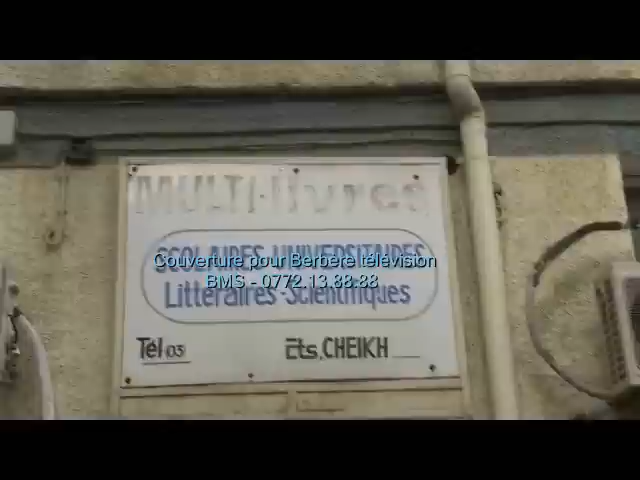 MULTI-livres
SCOLAIRES-UNIVERSITAIRES
Couverture pour Berbère télévision
BMS - 0772.13.88.88
Littéraires-Scientifiques
Tél 03
Ets, CHEIKH